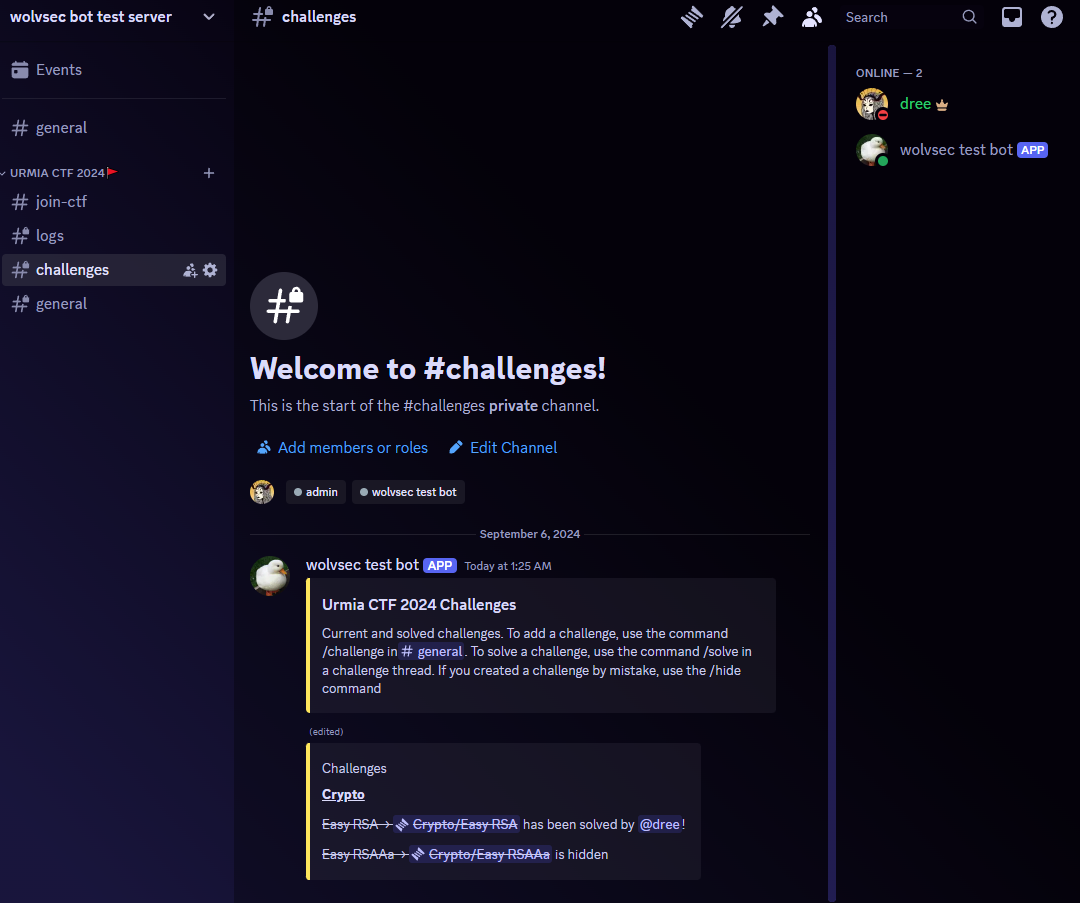 wolvsec bot test server
Events
general
URMIA CTF 2024
join-ctf
logs
challenges
general
challenges
Search
Welcome to #challenges!
This is the start of the #challenges private channel.
Add members or roles
Edit Channel
admin
wolvsec test bot
September 6, 2024
wolvsec test bot APP Today at 1:25 AM
Urmia CTF 2024 Challenges
Current and solved challenges. To add a challenge, use the command
/challenge in # general. To solve a challenge, use the command /solve in
a challenge thread. If you created a challenge by mistake, use the /hide
command
(edited)
Challenges
Crypto
Easy RSA -> Crypto/Easy RSA has been solved by @dree!
Easy RSAAa -> Crypto/Easy RSAAa is hidden
ONLINE — 2
dree
wolvsec test bot APP